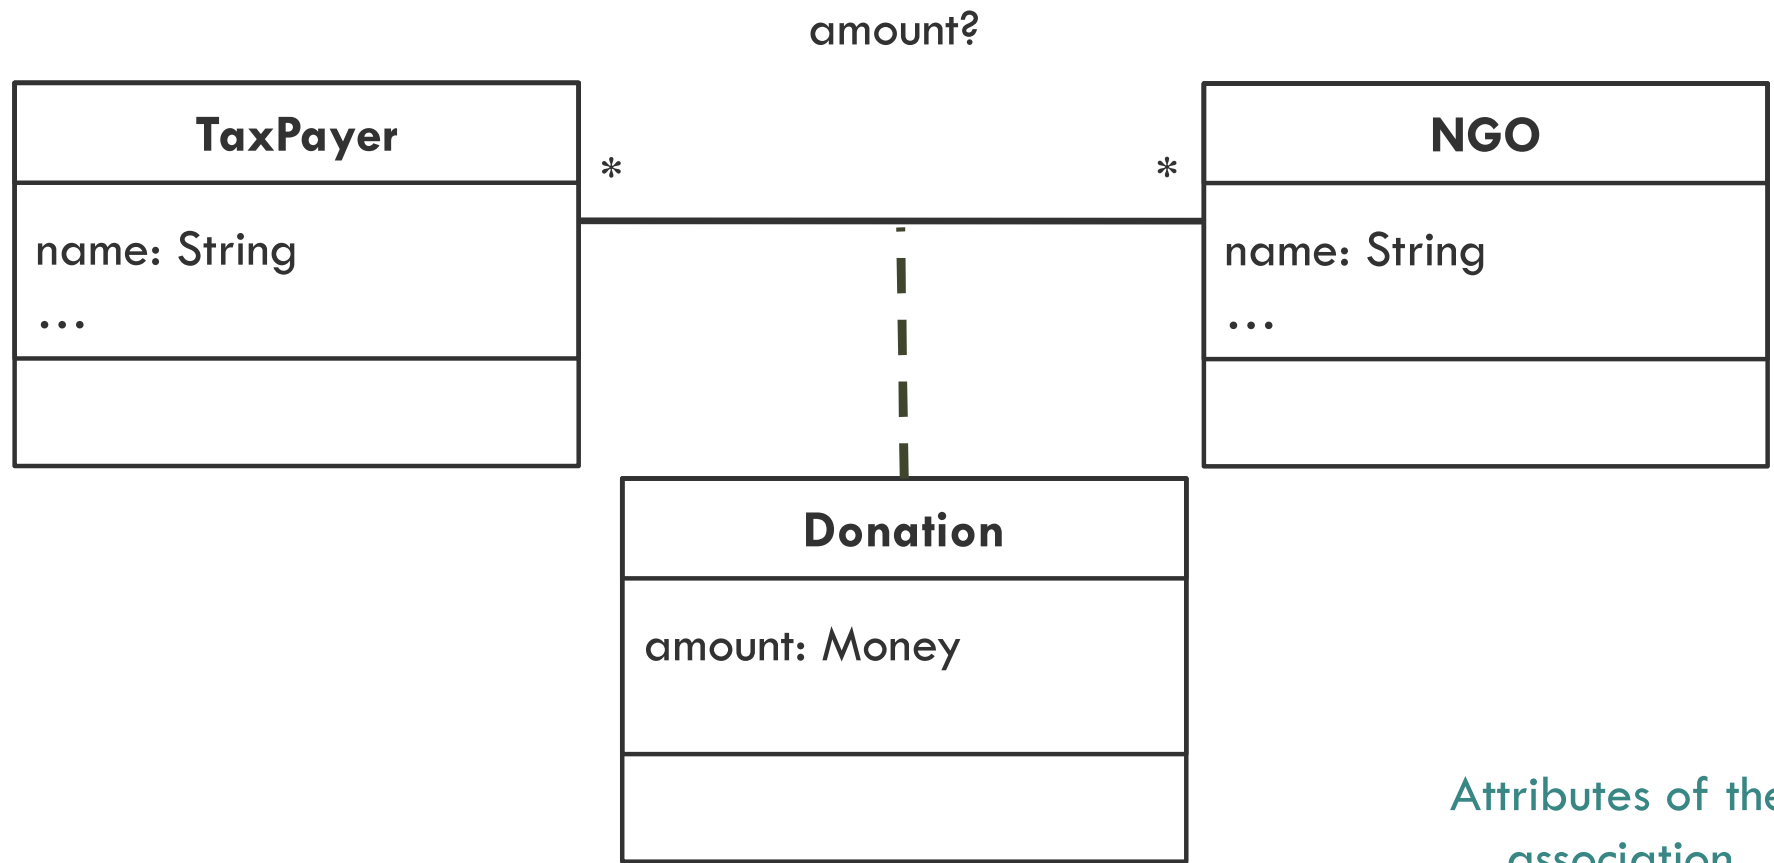 amount?
TaxPayer
*
*
NGO
name: String
...
name: String
...
Donation
amount: Money
Attributes of the
association